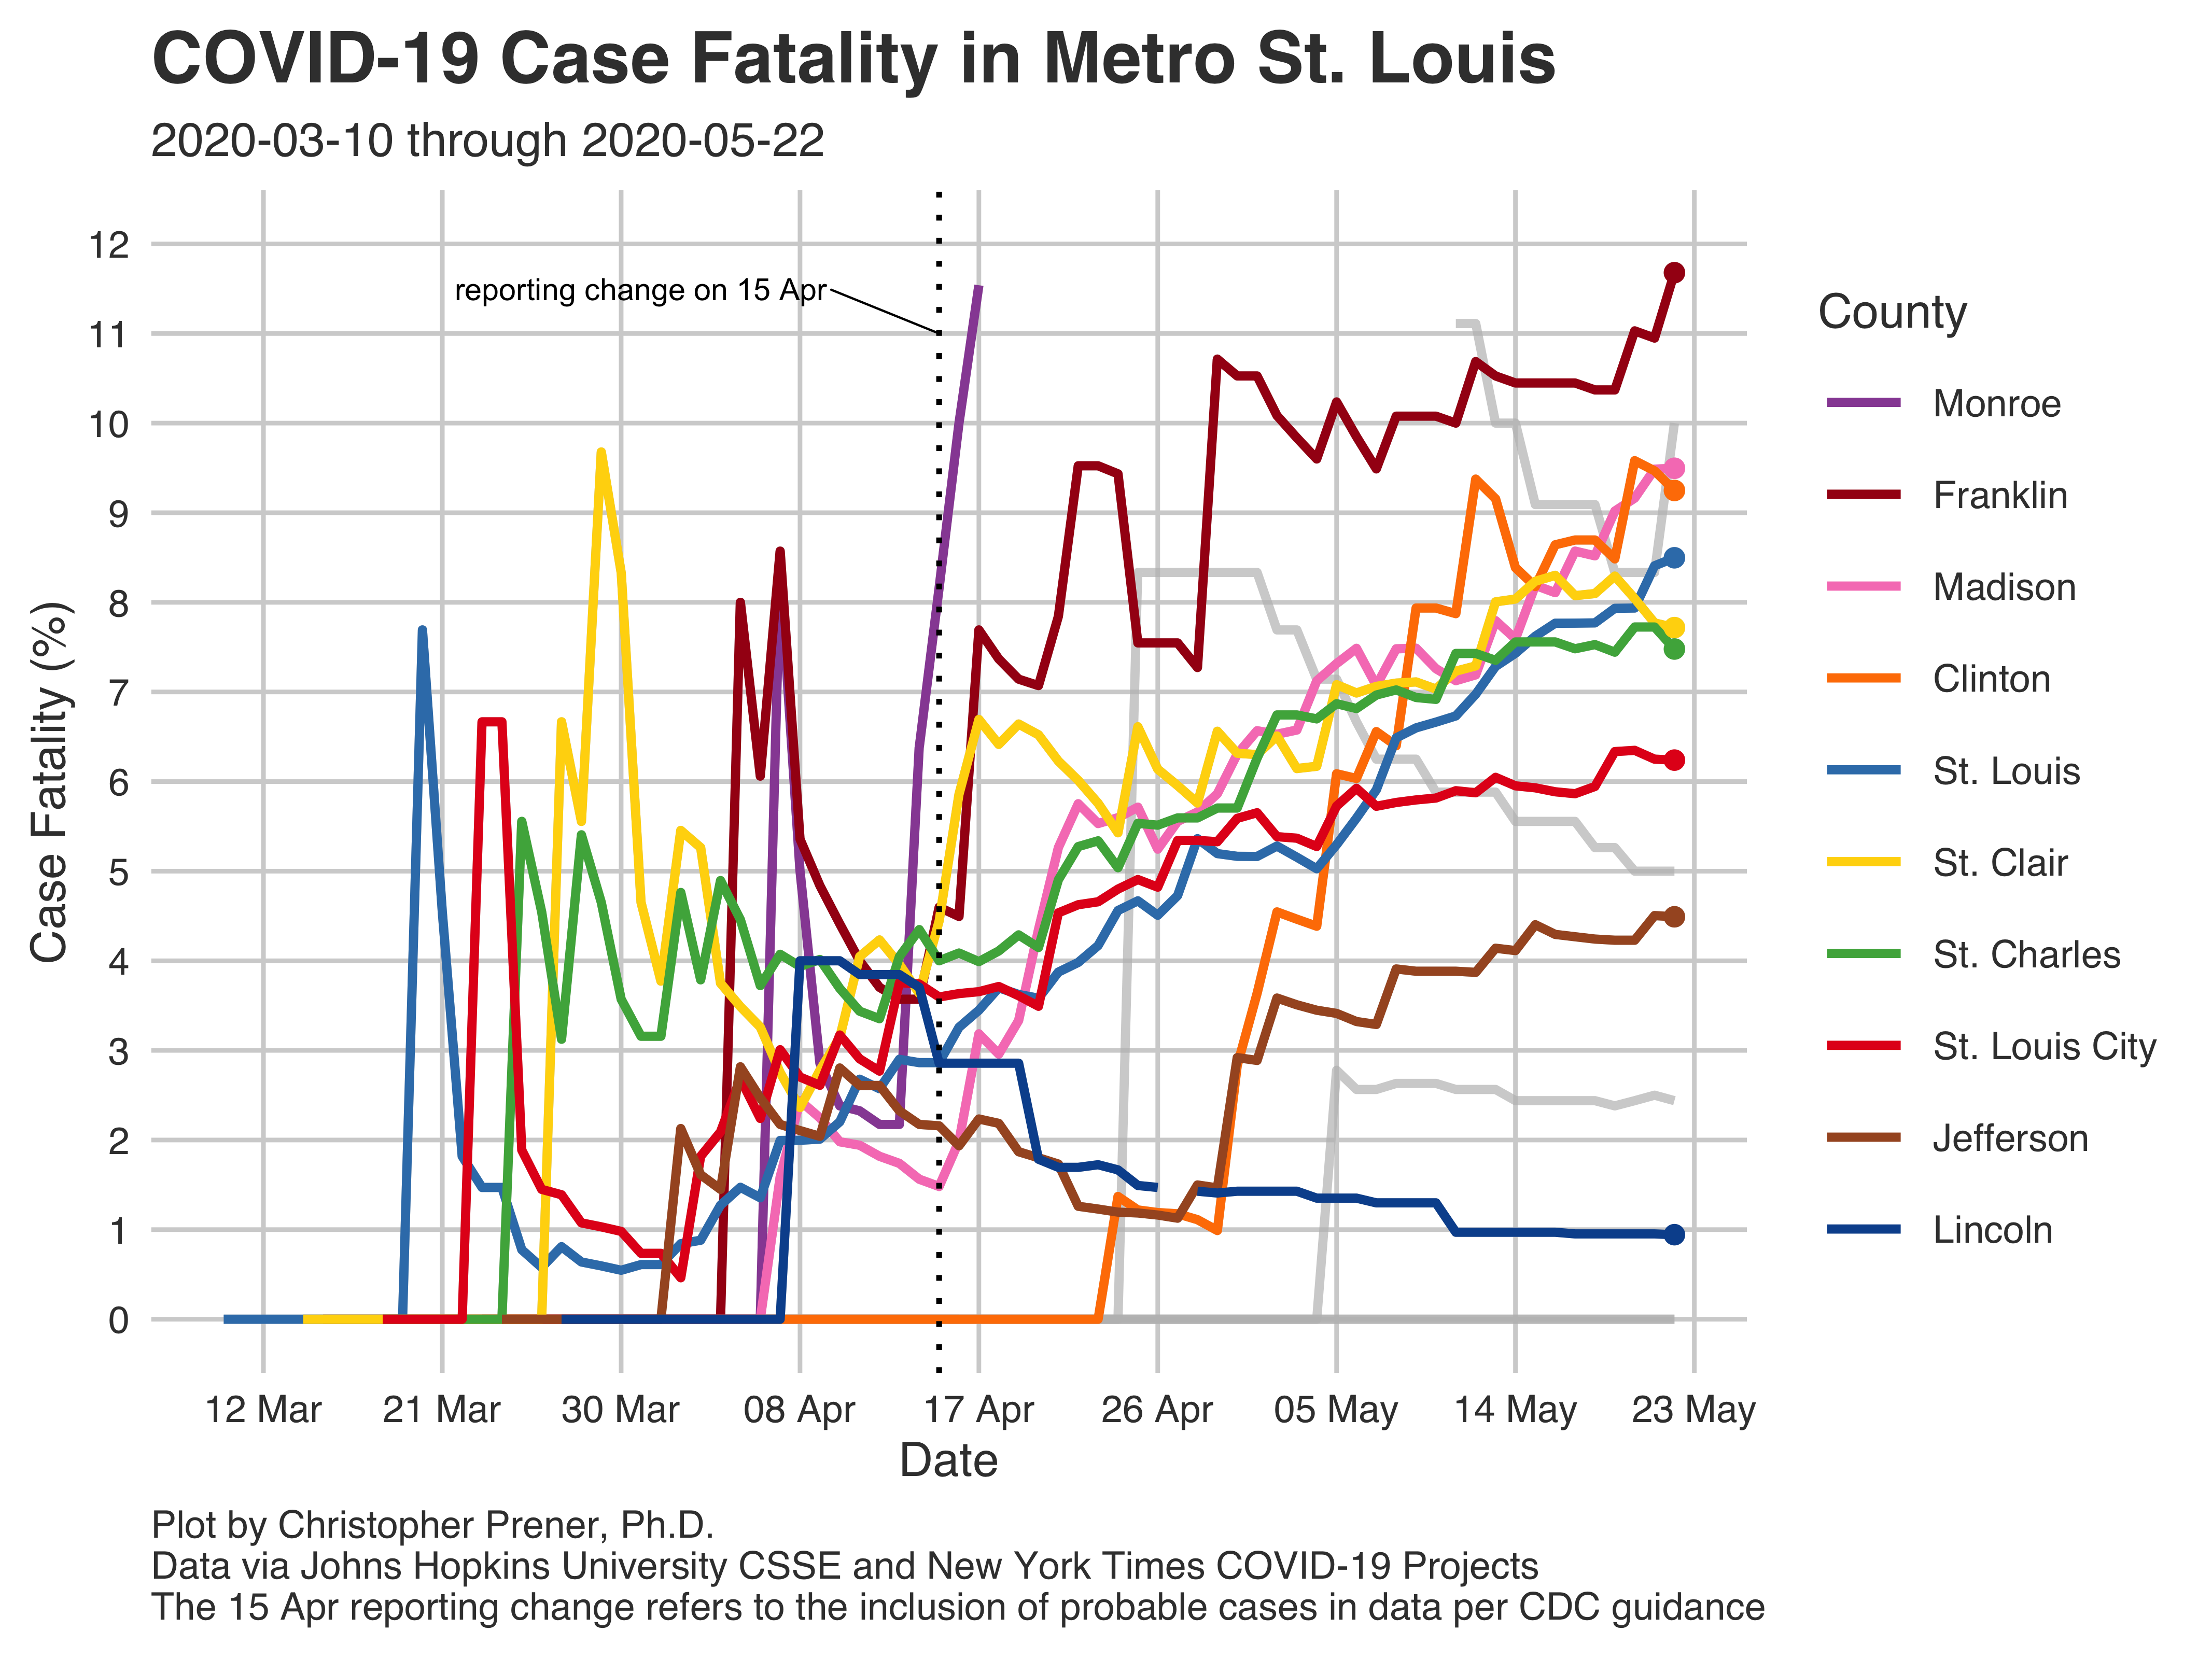 COVID-19 Case Fatality in Metro St. Louis
2020-03-10 through 2020-05-22
Case Fatality (%)
12
11
10
9
8
7
6
5
4
3
2
1
0
reporting change on 15 Apr
12 Mar
21 Mar
30 Mar
08 Apr
17 Apr
26 Apr
05 May
14 May
23 May
Date
County
Monroe
Franklin
Madison
Clinton
St. Louis
St. Clair
St. Charles
St. Louis City
Jefferson
Lincoln
Plot by Christopher Prener, Ph.D.
Data via Johns Hopkins University CSSE and New York Times COVID-19 Projects
The 15 Apr reporting change refers to the inclusion of probable cases in data per CDC guidance